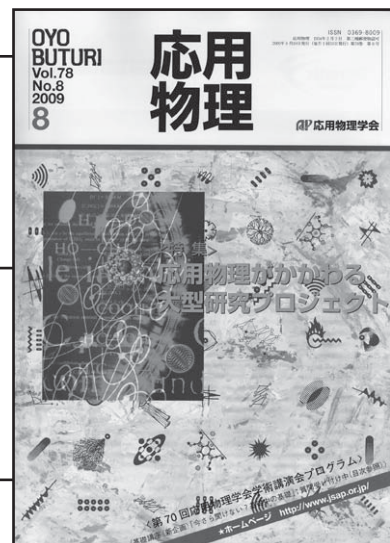 ISSN 0369-8009
OYO
BUTURI
Vol.78
No.8
2009
8
応用
物理
応用物理学会
特集
応用物理がかかわる
大型研究プロジェクト
〈第70回応用物理学会学術講演会プログラム〉
★ホームページ http://www.jsap.or.jp/